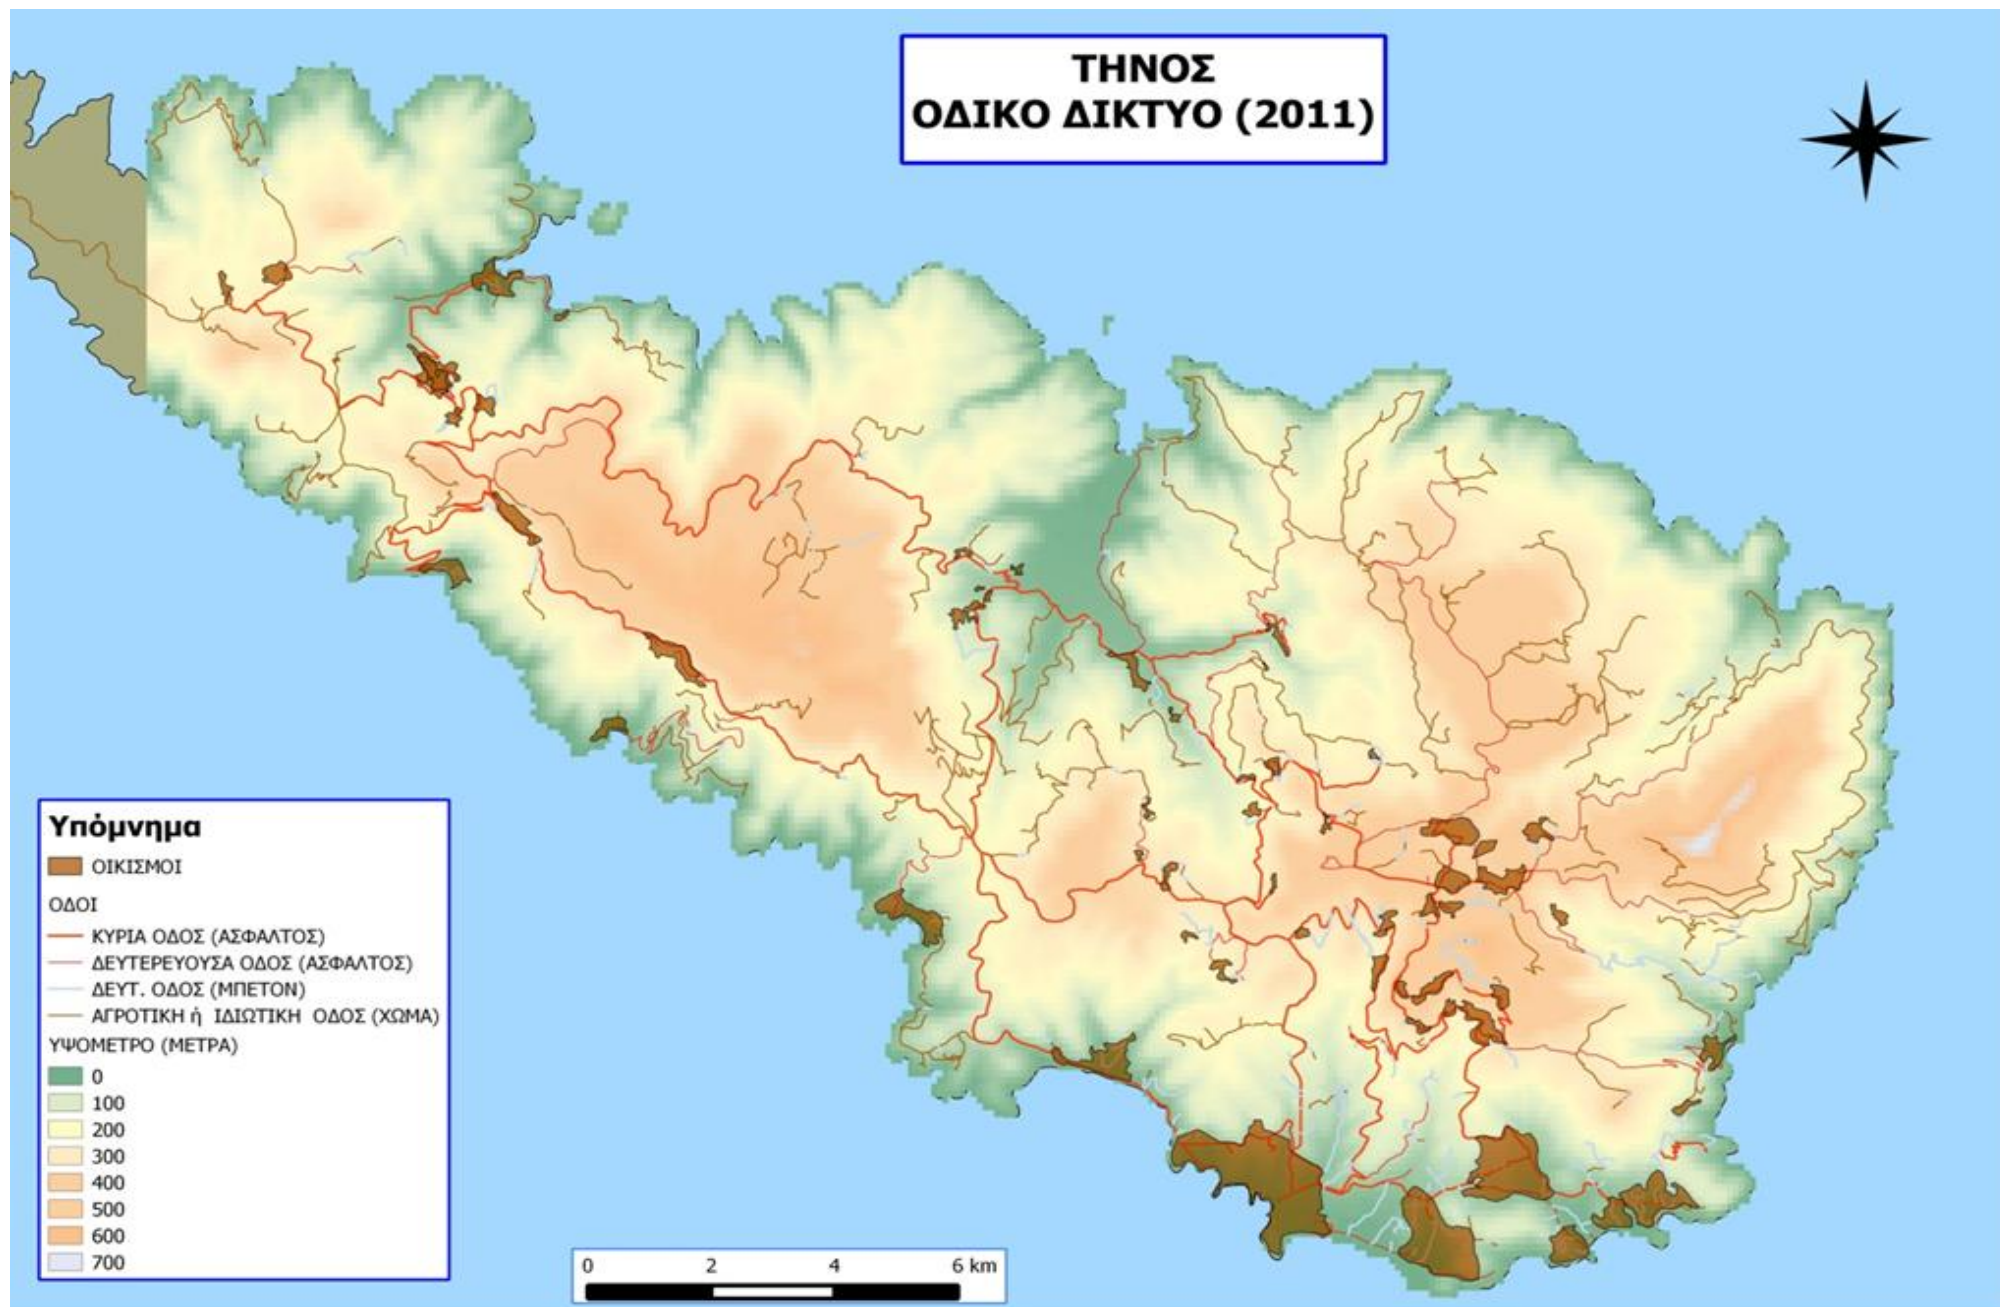 ΤΗΝΟΣ
ΟΔΙΚΟ ΔΙΚΤΥΟ (2011)
Υπόμνημα
ΟΙΚΙΣΜΟΙ
ΟΔΟΙ
ΚΥΡΙΑ ΟΔΟΣ (ΑΣΦΑΛΤΟΣ)
ΔΕΥΤΕΡΕΥΟΥΣΑ ΟΔΟΣ (ΑΣΦΑΛΤΟΣ)
ΔΕΥΤ. ΟΔΟΣ (ΜΠΕΤΟΝ)
ΑΓΡΟΤΙΚΗ ή ΙΔΙΩΤΙΚΗ ΟΔΟΣ (ΧΩΜΑ)
ΥΨΟΜΕΤΡΟ (ΜΕΤΡΑ)
0
100
200
300
400
500
600
700
0 2 4 6 km